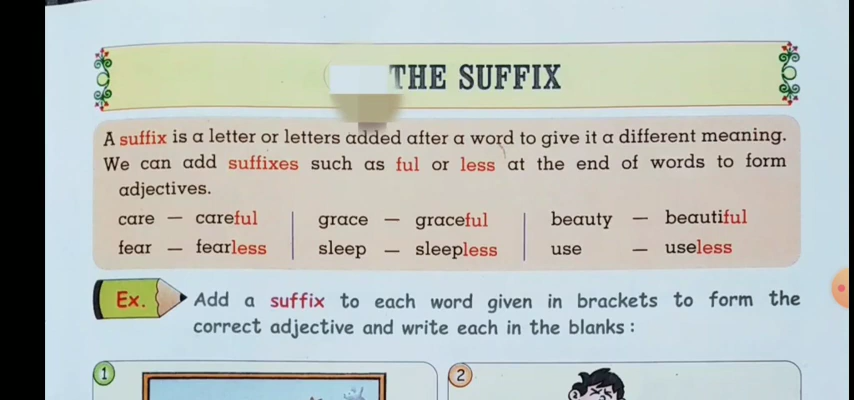 THE SUFFIX
A suffix is a letter or letters added after a word to give it a different meaning.
We can add suffixes such as ful or less at the end of words to form
adjectives.
care — careful grace — graceful beauty — beautiful
fear — fearless sleep — sleepless use — useless
Ex. Add a suffix to each word given in brackets to form the
correct adjective and write each in the blanks :
1 2